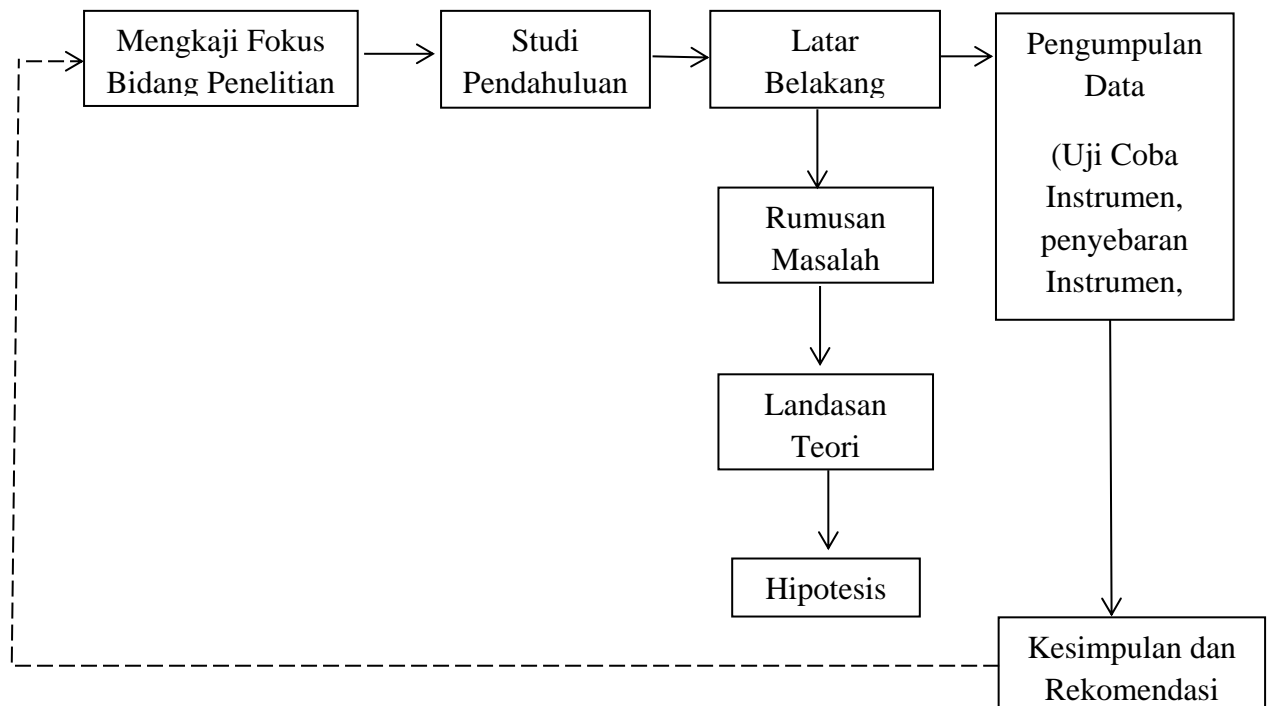 Mengkaji Fokus
Bidang Penelitian
Studi
Pendahuluan
Latar
Belakang
Pengumpulan
Data
(Uji Coba
Instrumen,
penyebaran
Instrumen,
Rumusan
Masalah
Landasan
Teori
Hipotesis
Kesimpulan dan
Rekomendasi